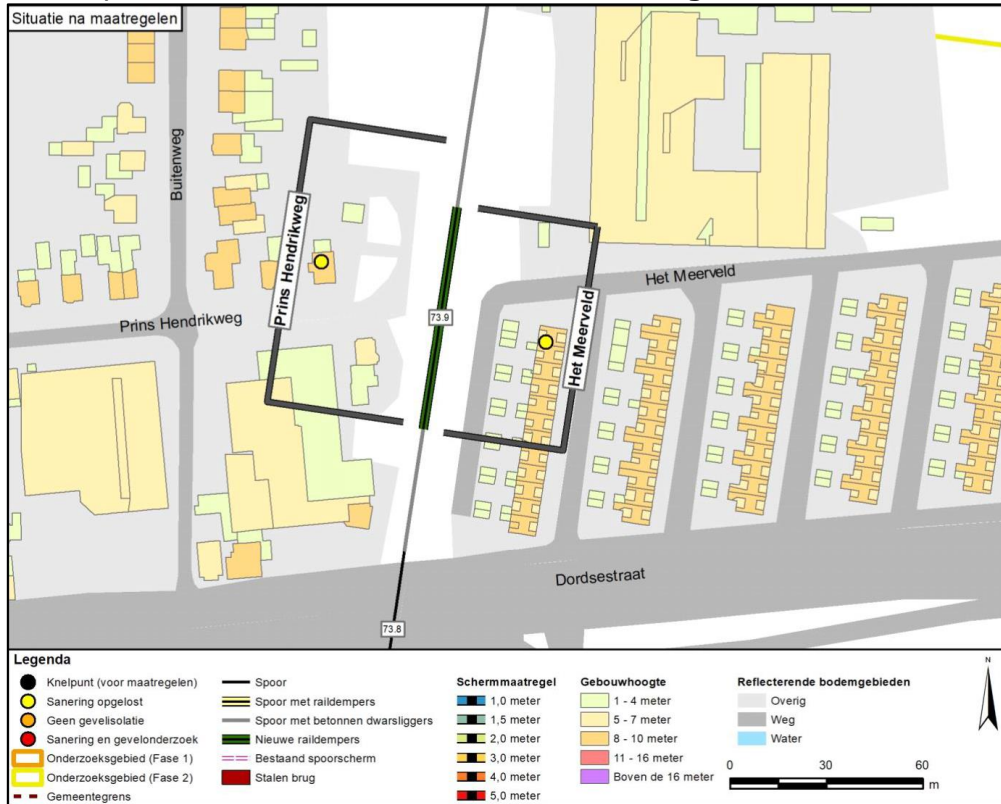 Situatie na maatregelen
Buitenweg
Prins Hendrikweg
Prins Hendrikweg
73.9
Het Meerveld
Het Meerveld
Dordsestraat
73.8
Legenda
Knelpunt (voor maatregelen)
Sanering opgelost
Geen gevelisolatie
Sanering en gevelonderzoek
Onderzoeksgebied (Fase 1)
Onderzoeksgebied (Fase 2)
Gemeentegrens
Spoor
Spoor met raildempers
Spoor met betonnen dwarsliggers
Nieuwe raildempers
Bestaand spoorscherm
Stalen brug
Schermmaatregel
1,0 meter
1,5 meter
2,0 meter
3,0 meter
4,0 meter
5,0 meter
Gebouwhoogte
1 - 4 meter
5 - 7 meter
8 - 10 meter
11 - 16 meter
Boven de 16 meter
Reflecterende bodemgebieden
Overig
Weg
Water
N
0 30 60
m